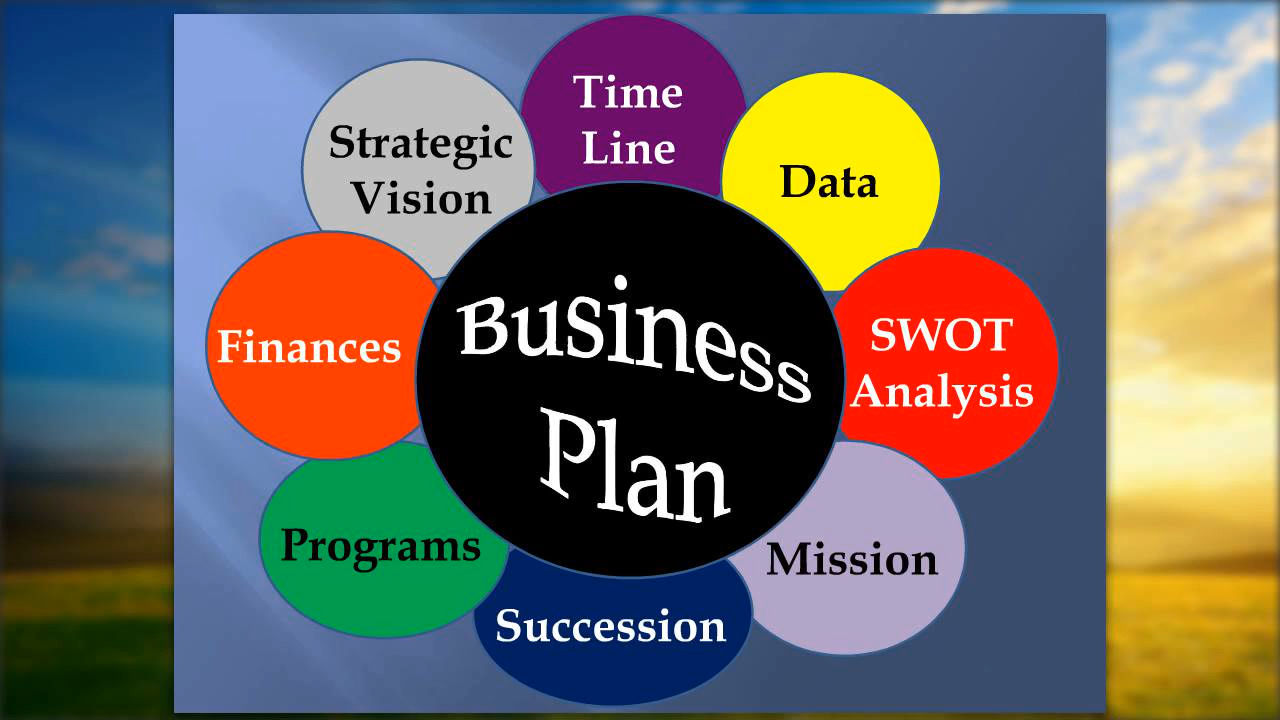 Time
Line
Strategic
Vision
Data
Business
Plan
Finances
SWOT
Analysis
Programs
Mission
Succession